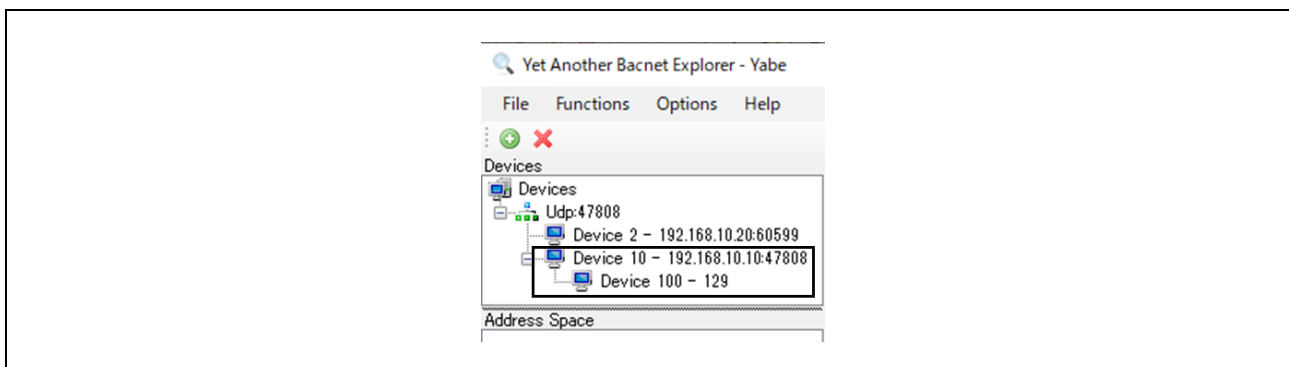 Yet Another Bacnet Explorer - Yabe
File Functions Options Help
Devices
Devices
Udp:47808
Device 2 - 192.168.10.20:60599
Device 10 - 192.168.10.10:47808
Device 100 - 129
Address Space